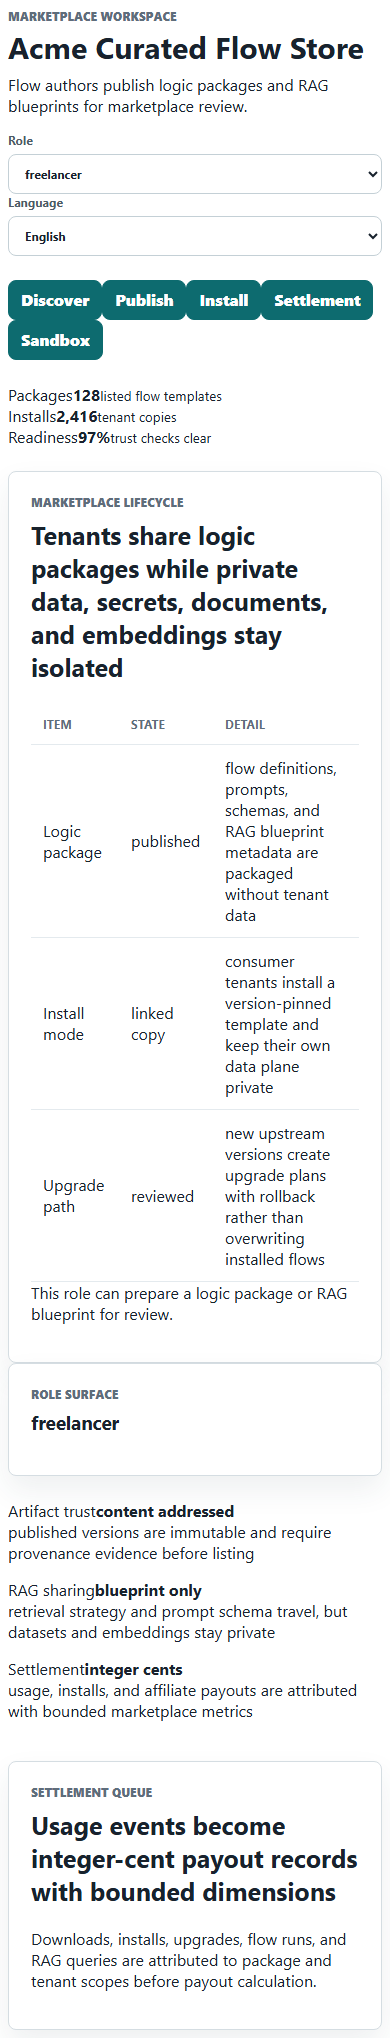 MARKETPLACE WORKSPACE
Acme Curated Flow Store
Flow authors publish logic packages and RAG
blueprints for marketplace review.
Role
freelancer
Language
English
Discover Publish Install Settlement
Sandbox
Packages128listed flow templates
Installs2,416tenant copies
Readiness97%trust checks clear
MARKETPLACE LIFECYCLE
Tenants share logic
packages while private
data, secrets, documents,
and embeddings stay
isolated
ITEM STATE DETAIL
Logic
package
published
flow definitions,
prompts,
schemas, and
RAG blueprint
metadata are
packaged
without tenant
data
Install
mode
linked
copy
consumer
tenants install a
version-pinned
template and
keep their own
data plane
private
Upgrade
path
reviewed
new upstream
versions create
upgrade plans
with rollback
rather than
overwriting
installed flows
This role can prepare a logic package or RAG
blueprint for review.
ROLE SURFACE
freelancer
Artifact trustcontent addressed
published versions are immutable and require
provenance evidence before listing
RAG sharingblueprint only
retrieval strategy and prompt schema travel, but
datasets and embeddings stay private
Settlementinteger cents
usage, installs, and affiliate payouts are attributed
with bounded marketplace metrics
SETTLEMENT QUEUE
Usage events become
integer-cent payout records
with bounded dimensions
Downloads, installs, upgrades, flow runs, and
RAG queries are attributed to package and
tenant scopes before payout calculation.